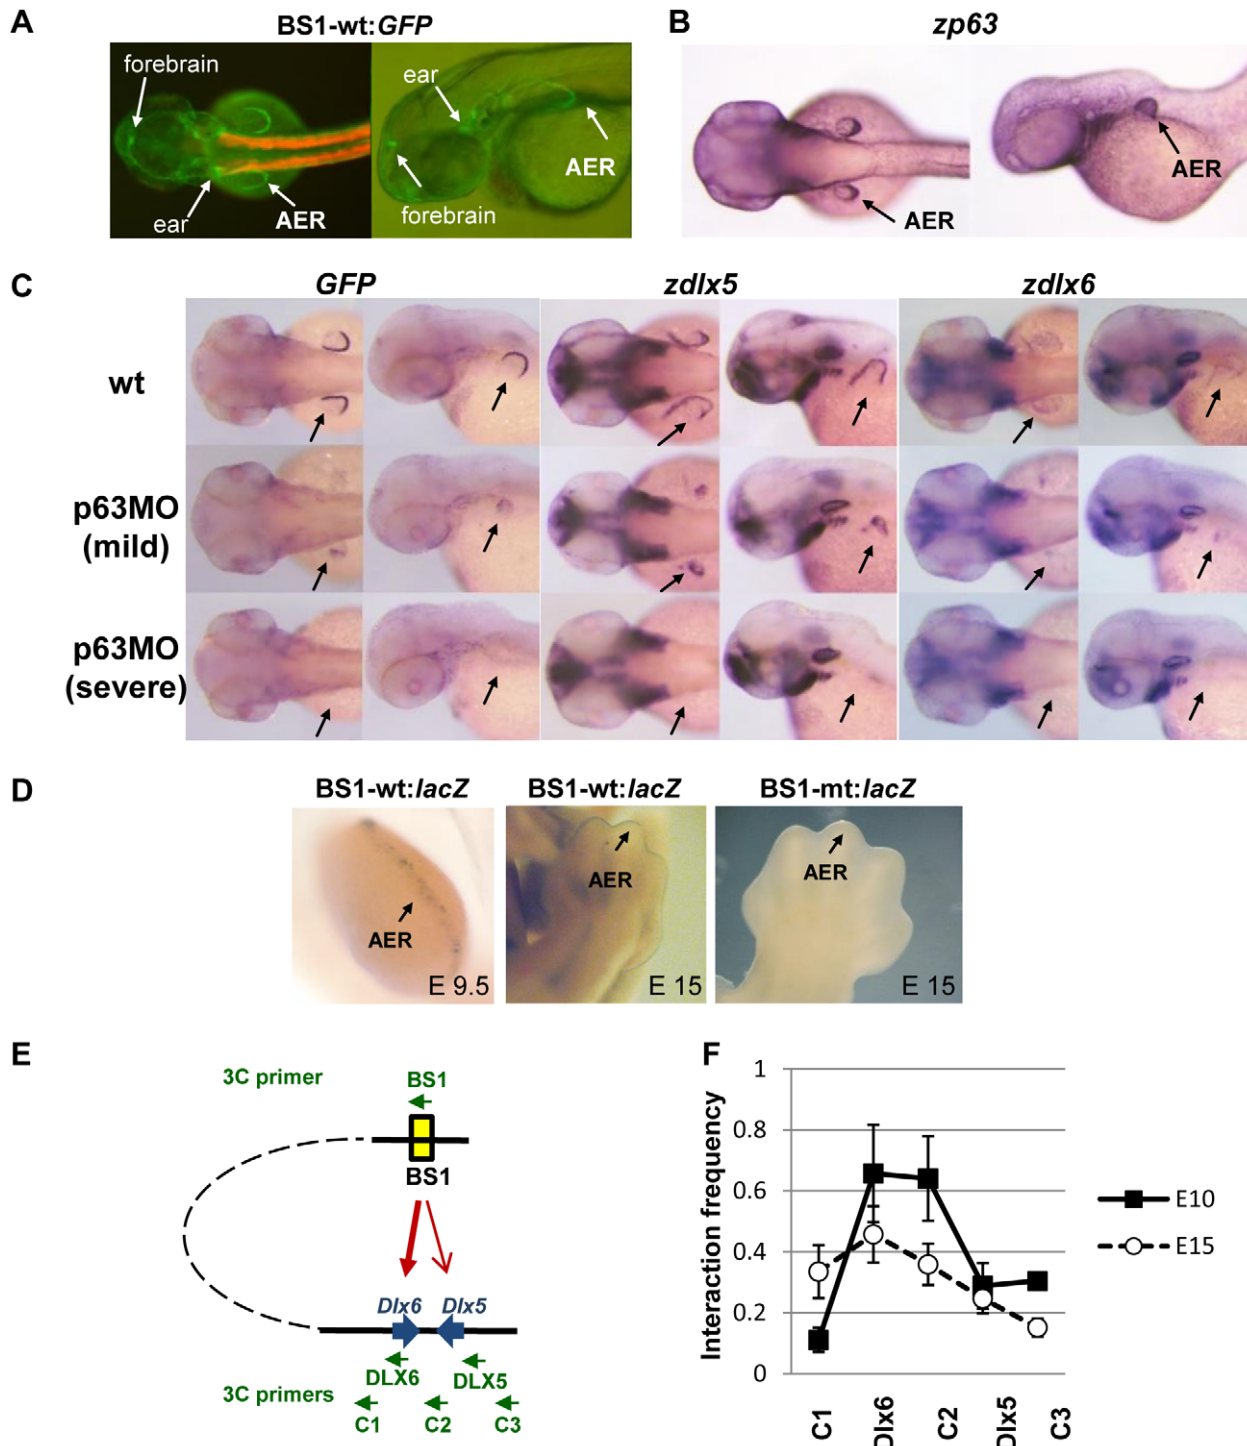 A
BS1-wt:GFP
forebrain
ear
AER
ear
AER
forebrain
B
zp63
AER
AER
C
GFP
zdlx5
zdlx6
wt
p63MO
(mild)
p63MO
(severe)
D
BS1-wt:lacZ
BS1-wt:lacZ
BS1-mt:lacZ
AER
E 9.5
AER
E 15
AER
E 15
E
3C primer
BS1
BS1
Dlx6
Dlx5
DLX6
DLX5
3C primers
C1
C2
C3
F
Interaction frequency
1
0.8
0.6
0.4
0.2
0
C1
Dlx6
C2
Dlx5
C3
E10
E15